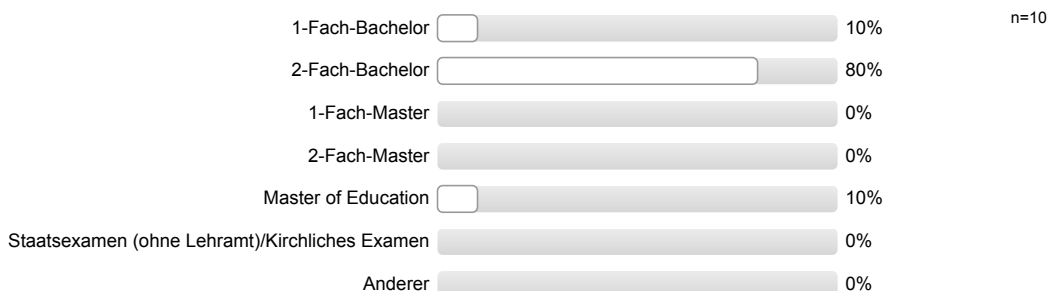 1-Fach-Bachelor 10% n=10
2-Fach-Bachelor 80%
1-Fach-Master 0%
2-Fach-Master 0%
Master of Education 10%
Staatsexamen (ohne Lehramt)/Kirchliches Examen 0%
Anderer 0%